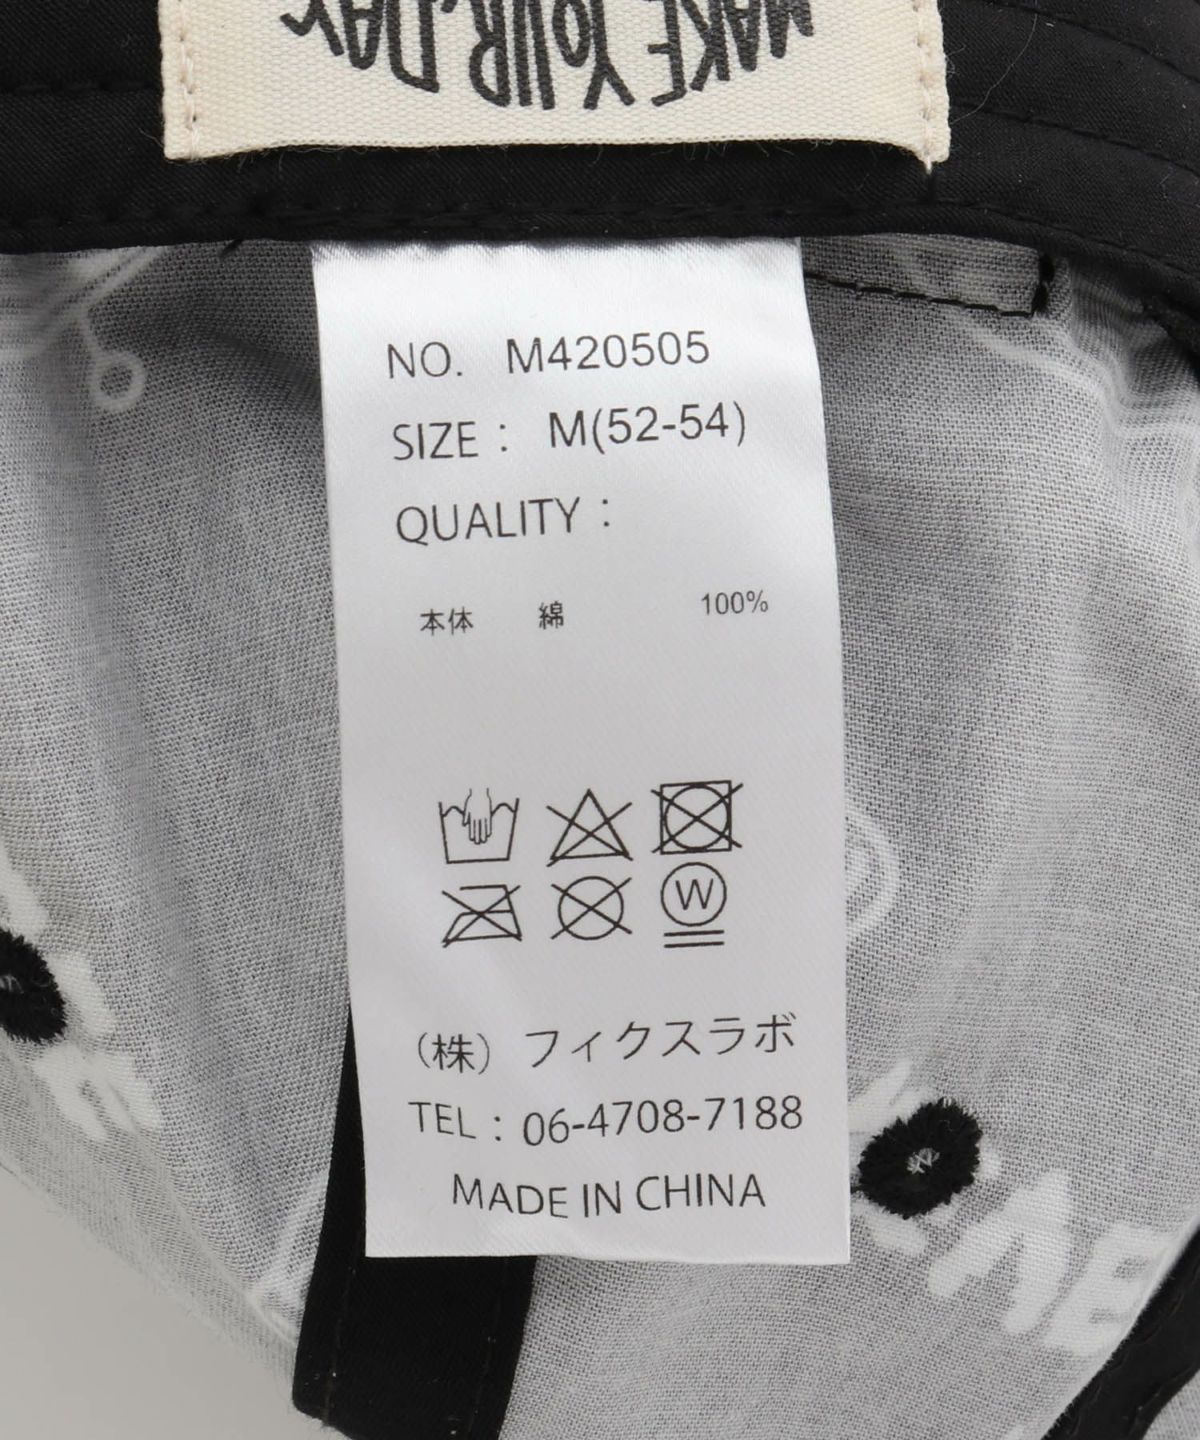 MAKE YOUR DAY
NO. M420505
SIZE : M(52-54)
QUALITY :
本体 綿 100%
W
(株) フィクスラボ
TEL : 06-4708-7188
MADE IN CHINA